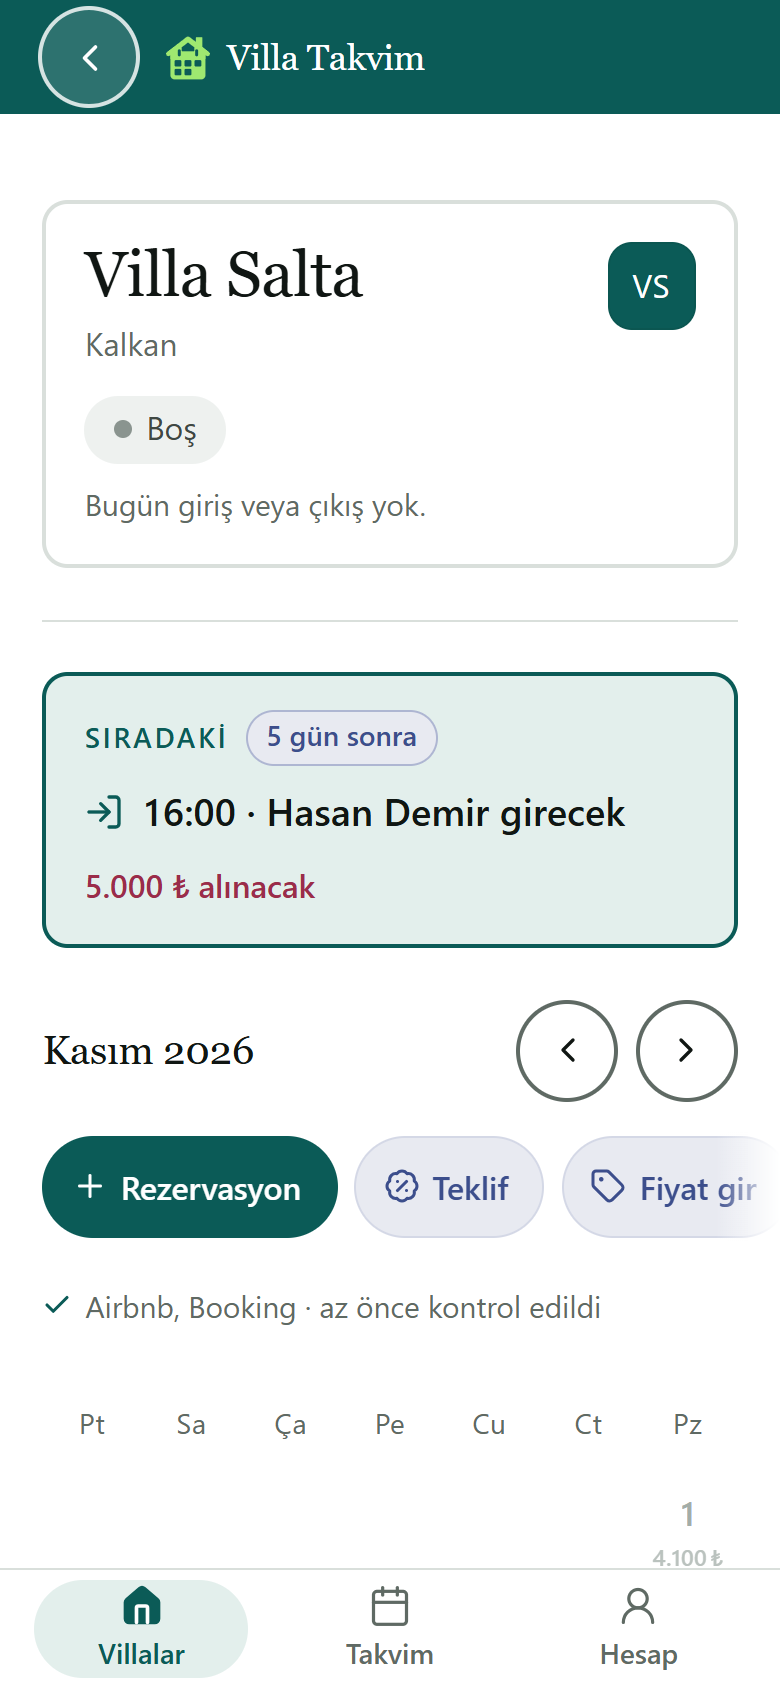 Villa Takvim
Villa Salta
VS
Kalkan
Boş
Bugün giriş veya çıkış yok.
SIRADAKİ
5 gün sonra
16:00 · Hasan Demir girecek
5.000 ₺ alınacak
Kasım 2026
Rezervasyon
Teklif
Fiyat gir
Airbnb, Booking · az önce kontrol edildi
Pt Sa Ça Pe Cu Ct Pz
1
4.100 ₺
Villalar
Takvim
Hesap